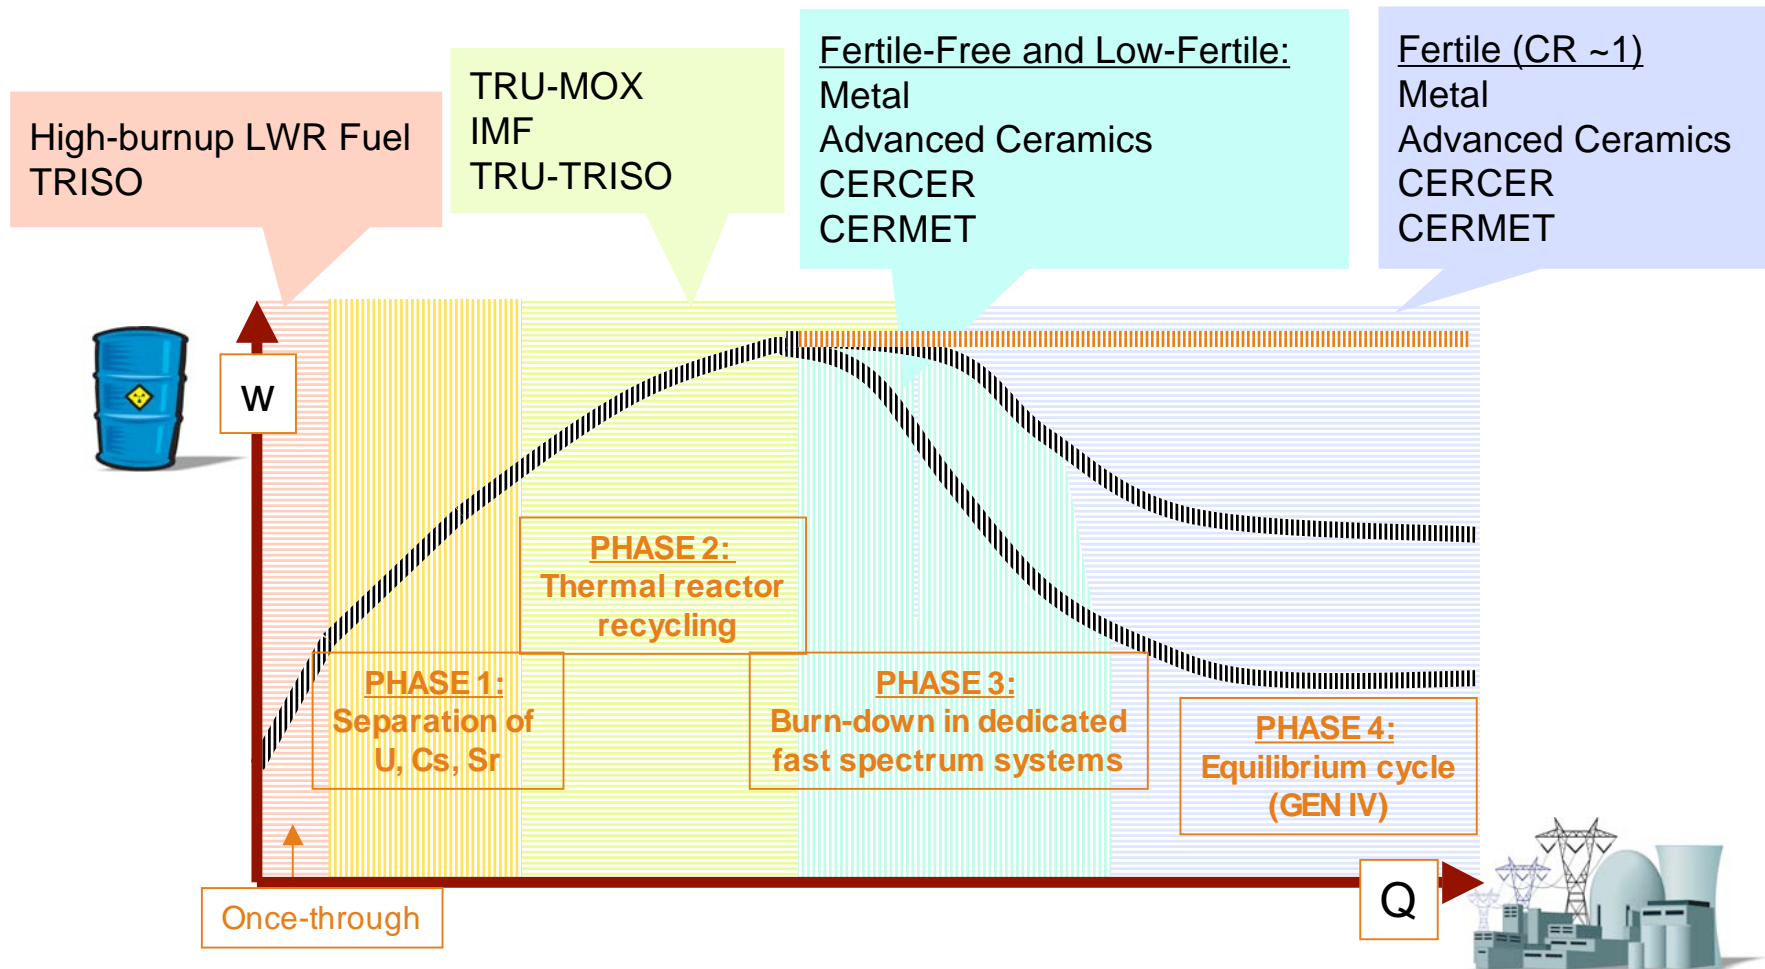 High-burnup LWR Fuel
TRISO
TRU-MOX
IMF
TRU-TRISO
Fertile-Free and Low-Fertile:
Metal
Advanced Ceramics
CERCER
CERMET
Fertile (CR ~1)
Metal
Advanced Ceramics
CERCER
CERMET
w
PHASE 2:
Thermal reactor
recycling
PHASE 1:
Separation of
U, Cs, Sr
PHASE 3:
Burn-down in dedicated
fast spectrum systems
PHASE 4:
Equilibrium cycle
(GEN IV)
Once-through
Q